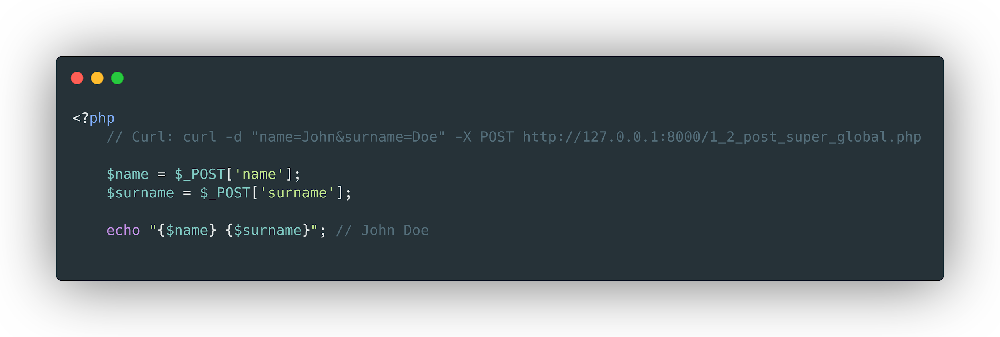 <?php
// Curl: curl -d "name=John&surname=Doe" -X POST http://127.0.0.1:8000/1_2_post_super_global.php
$name = $_POST['name'];
$surname = $_POST['surname'];
echo "{$name} {$surname}"; // John Doe